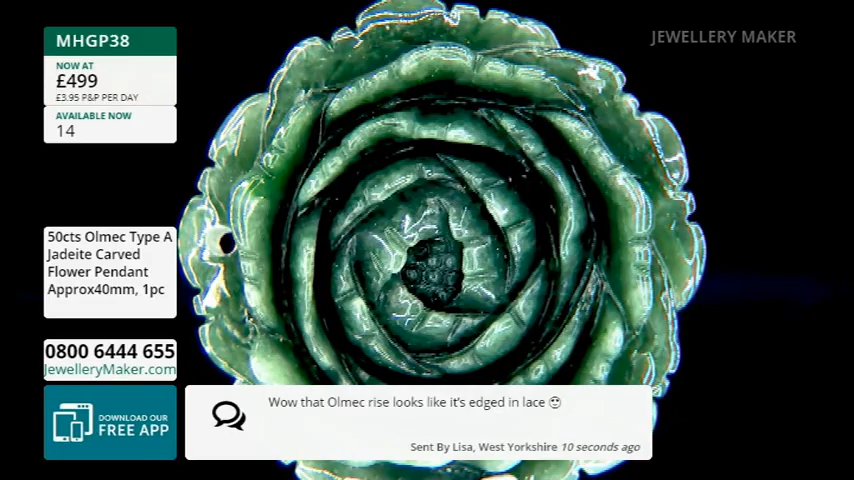 MHGP38
NOW AT
£499
£3.95 P&P PER DAY
AVAILABLE NOW
14
JEWELLERY MAKER
50cts Olmec Type A
Jadeite Carved
Flower Pendant
Approx40mm, 1pc
0800 6444 655
JewelleryMaker.com
DOWNLOAD OUR
FREE APP
Wow that Olmec rise looks like it's edged in lace 🙂
Sent By Lisa, West Yorkshire 10 seconds ago